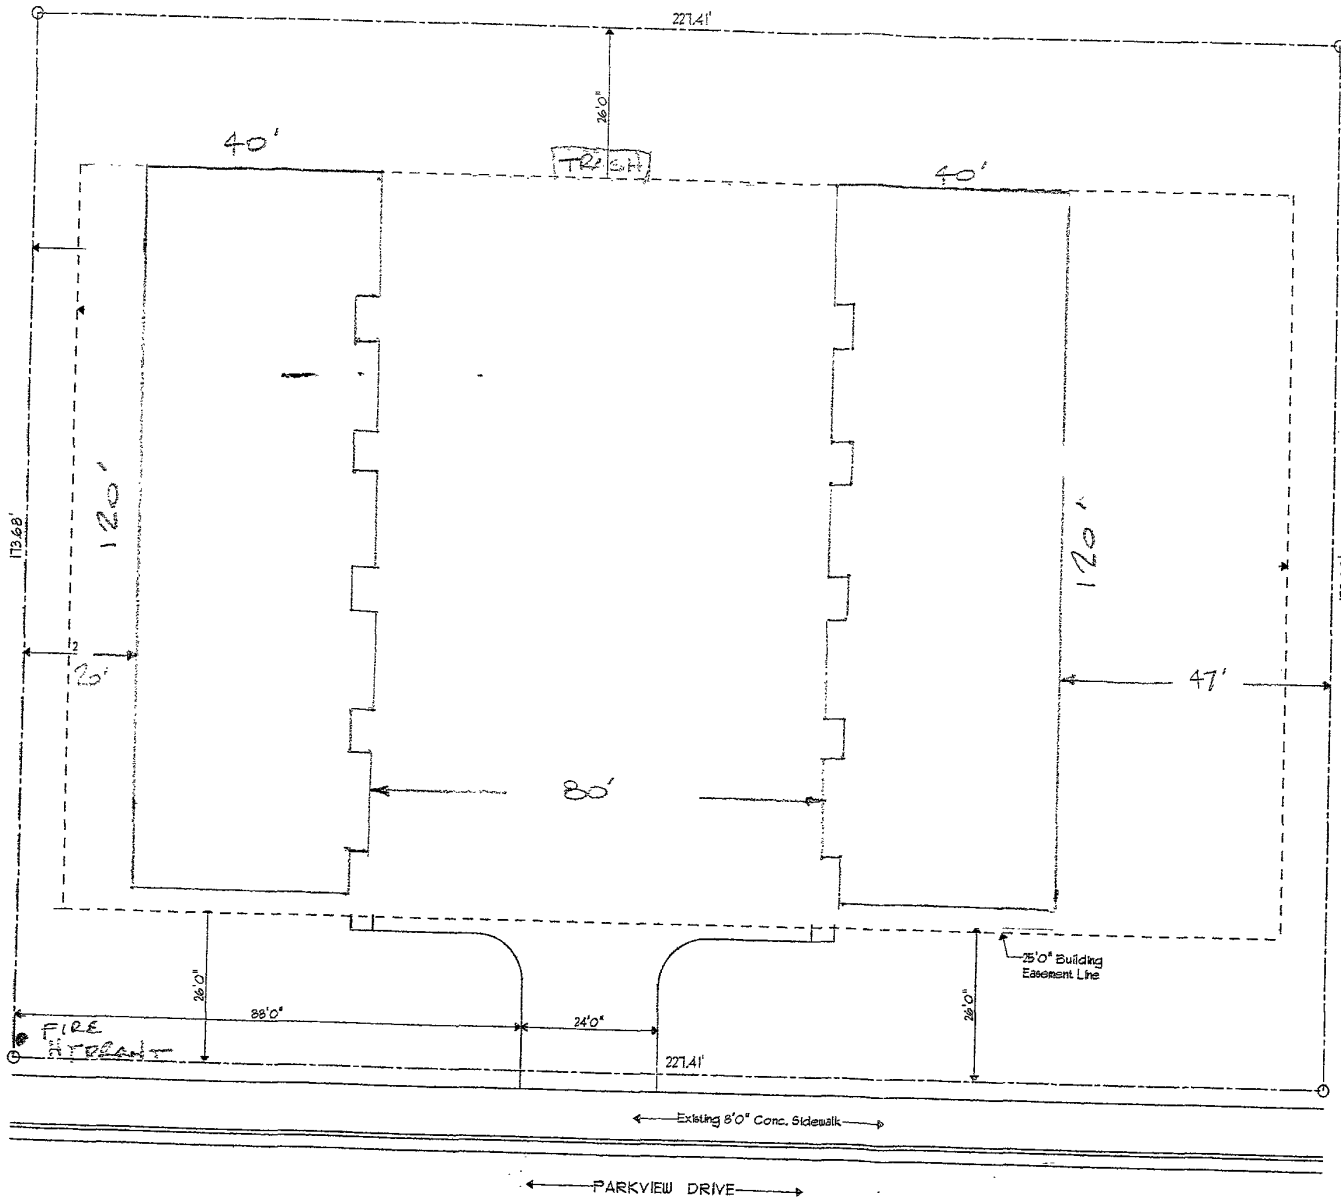 227.41'
26'0"
40'
TRASH
40'
120'
173.68'
120'
20'
47'
80'
25'0" Building
Easement Line
26'0"
26'0"
88'0"
24'0"
FIRE
HYDRANT
227.41'
Existing 8'0" Conc. Sidewalk
PARKVIEW DRIVE